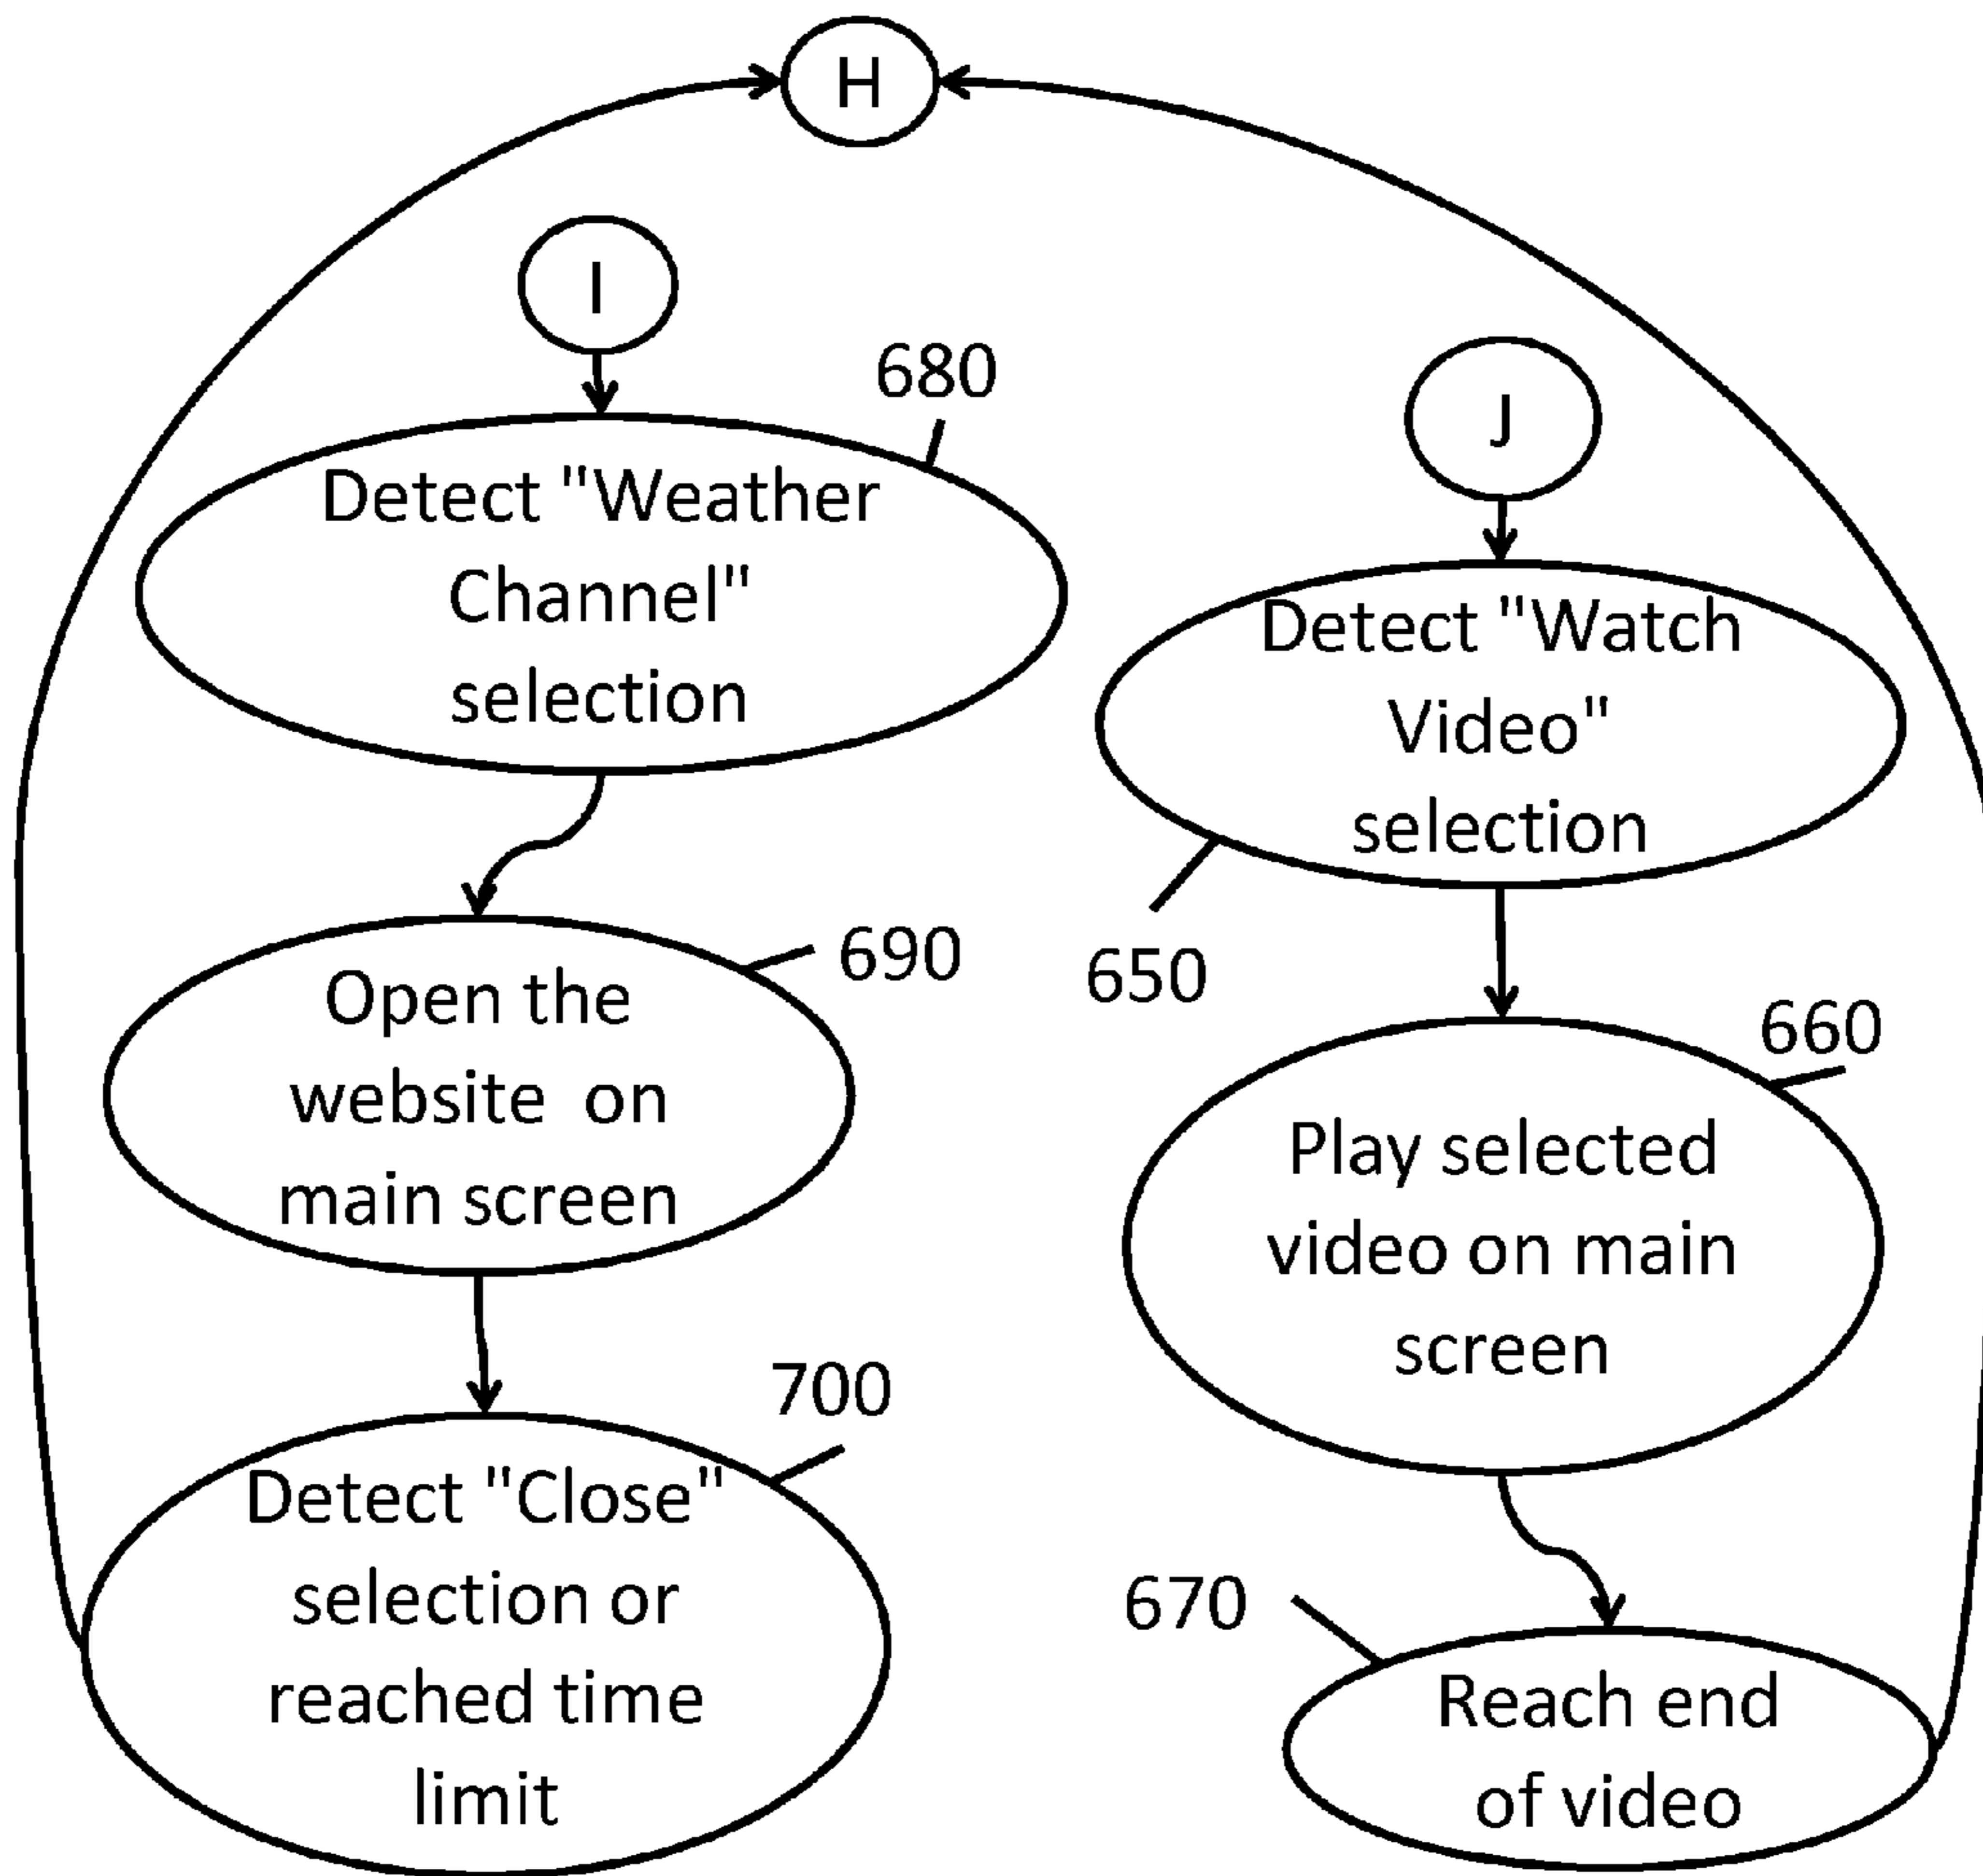 H
I
680
Detect "Weather
Channel"
selection
690
Open the
website on
main screen
700
Detect "Close"
selection or
reached time
limit
J
Detect "Watch
Video"
selection
650
660
Play selected
video on main
screen
670
Reach end
of video